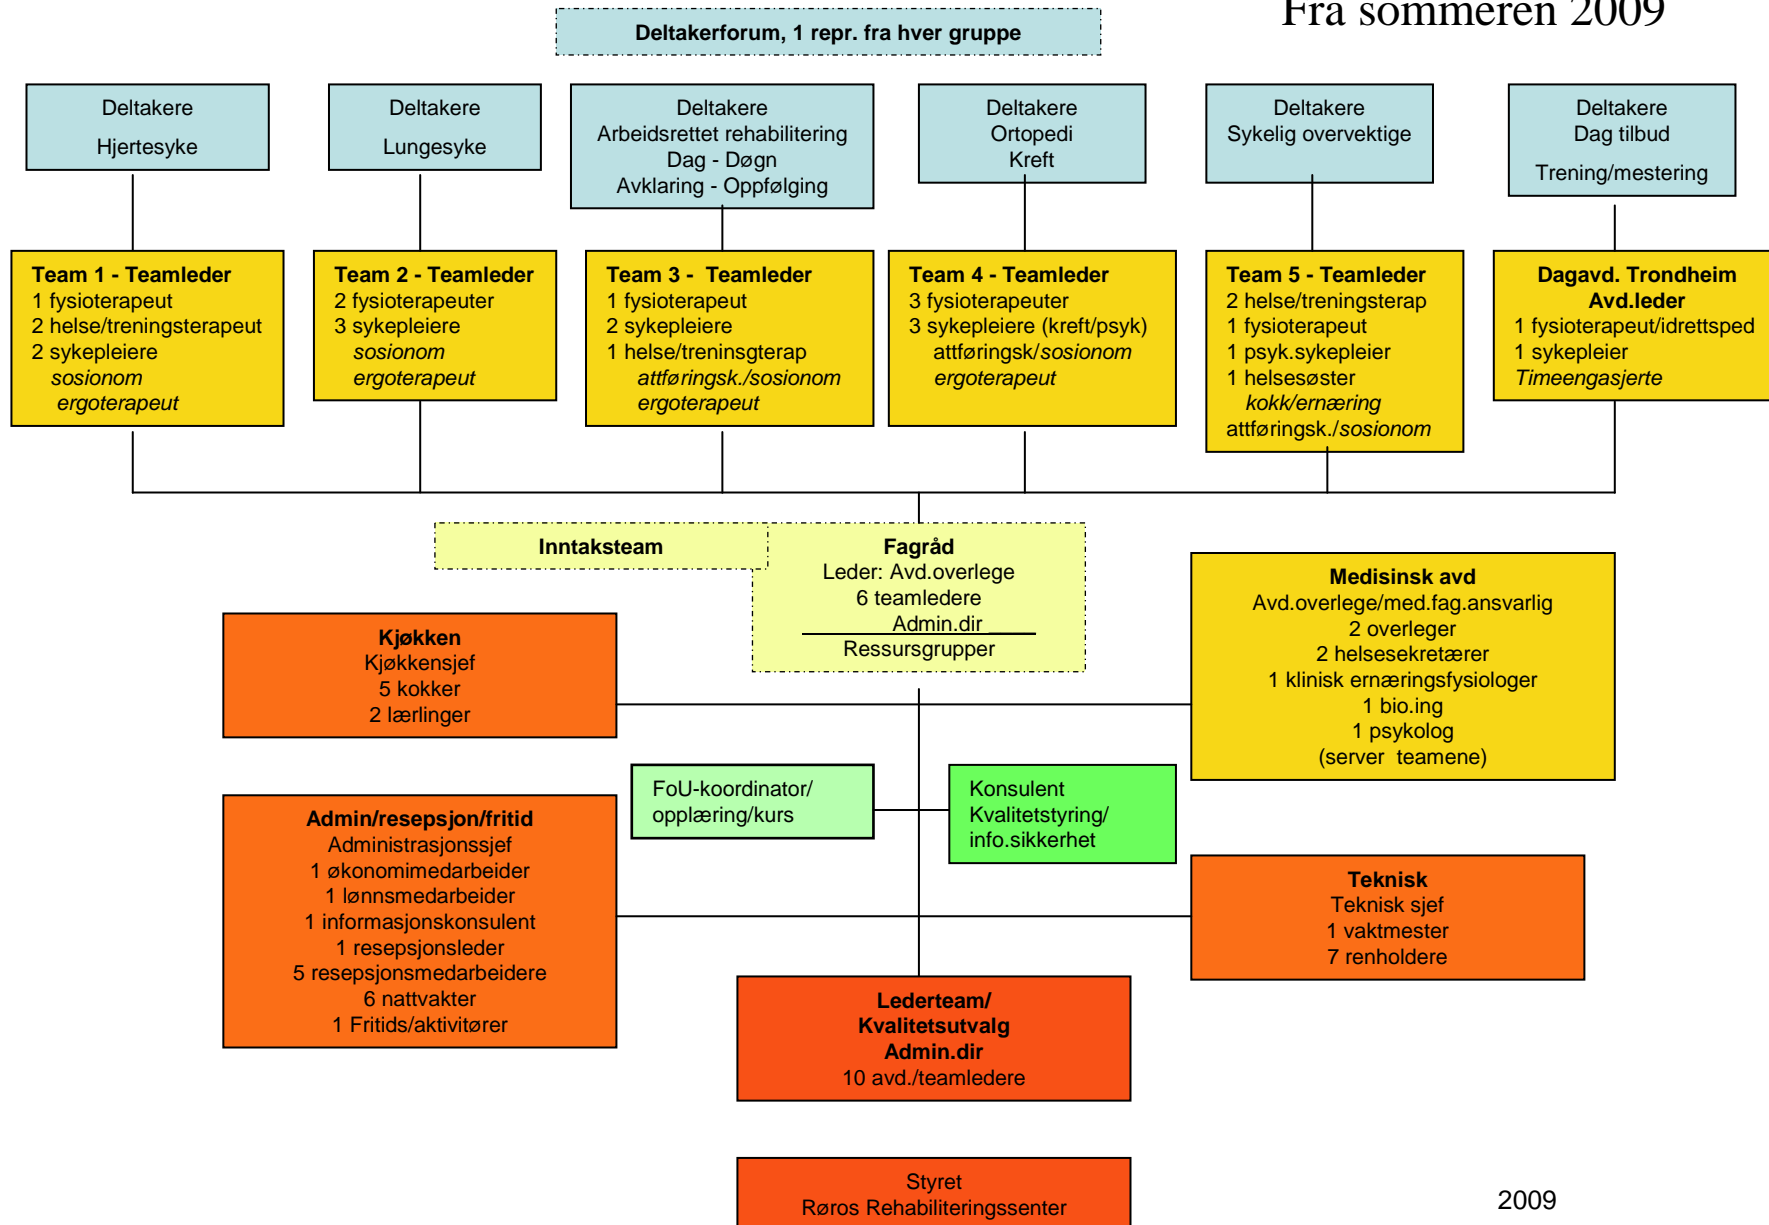 Fra sommeren 2009
Deltakerforum, 1 repr. fra hver gruppe
Deltakere
Hjertesyke
Deltakere
Lungesyke
Deltakere
Arbeidsrettet rehabilitering
Dag - Døgn
Avklaring - Oppfølging
Deltakere
Ortopedi
Kreft
Deltakere
Sykelig overvektige
Deltakere
Dag tilbud
Trening/mestering
Team 1 - Teamleder
1 fysioterapeut
2 helse/treningsterapeut
2 sykepleiere
sosionom
ergoterapeut
Team 2 - Teamleder
2 fysioterapeuter
3 sykepleiere
sosionom
ergoterapeut
Team 3 - Teamleder
1 fysioterapeut
2 sykepleiere
1 helse/treninsgterap
attføringsk./sosionom
ergoterapeut
Team 4 - Teamleder
3 fysioterapeuter
3 sykepleiere (kreft/psyk)
attføringsk/sosionom
ergoterapeut
Team 5 - Teamleder
2 helse/treningsterap
1 fysioterapeut
1 psyk.sykepleier
1 helsesøster
kokk/ernæring
attføringsk./sosionom
Dagavd. Trondheim
Avd.leder
1 fysioterapeut/idrettsped
1 sykepleier
Timeengasjerte
Inntaksteam
Fagråd
Leder: Avd.overlege
6 teamledere
Admin.dir
Ressursgrupper
Medisinsk avd
Avd.overlege/med.fag.ansvarlig
2 overleger
2 helsesekretærer
1 klinisk ernæringsfysiologer
1 bio.ing
1 psykolog
(server teamene)
Kjøkken
Kjøkkensjef
5 kokker
2 lærlinger
FoU-koordinator/
opplæring/kurs
Konsulent
Kvalitetstyring/
info.sikkerhet
Admin/resepsjon/fritid
Administrasjonssjef
1 økonomimedarbeider
1 lønnsmedarbeider
1 informasjonskonsulent
1 resepsjonsleder
5 resepsjonsmedarbeidere
6 nattvakter
1 Fritids/aktivitører
Teknisk
Teknisk sjef
1 vaktmester
7 renholdere
Lederteam/
Kvalitetsutvalg
Admin.dir
10 avd./teamledere
Styret
Røros Rehabiliteringssenter
2009